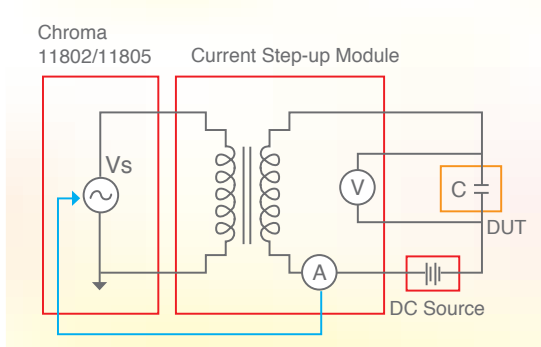 Chroma
11802/11805
Current Step-up Module
Vs
V
C
DUT
A
DC Source